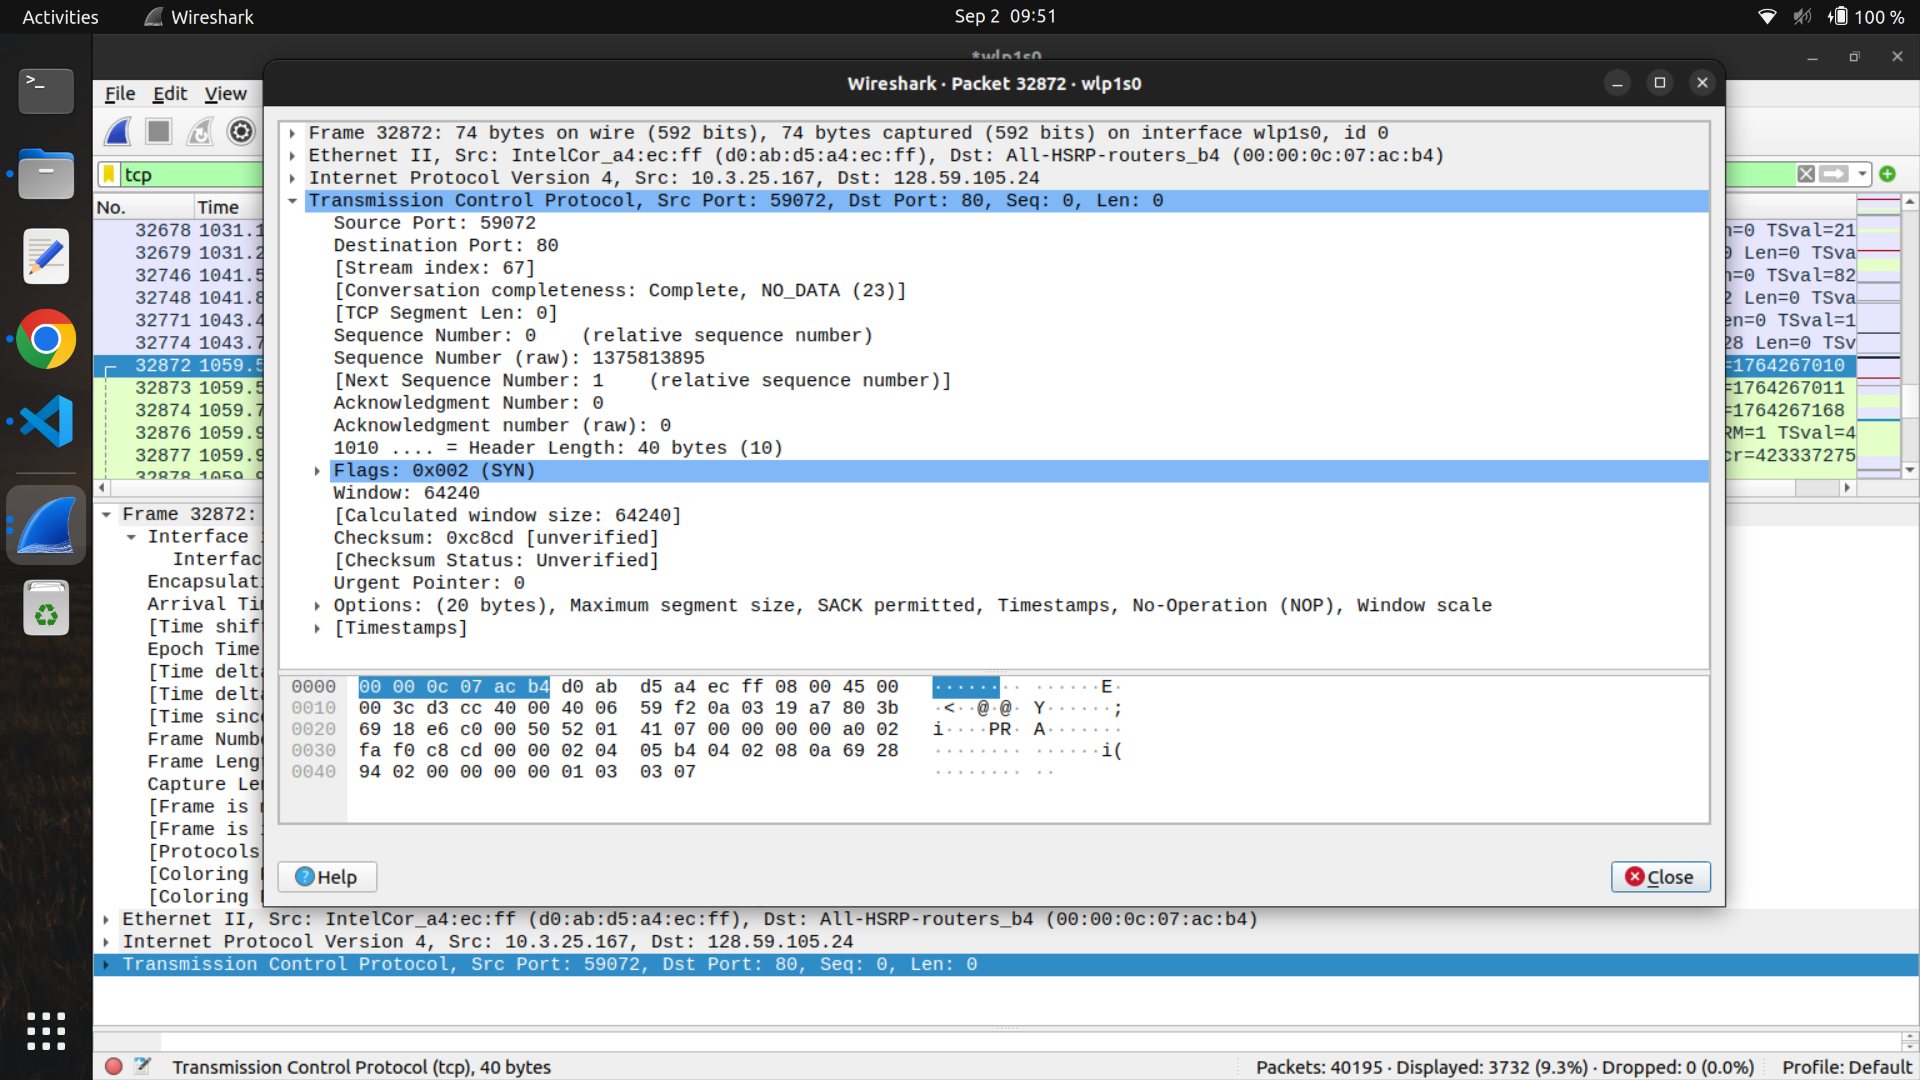 Activities
Wireshark
Sep 2 09:51
100 %
*wlp1s0
File Edit View
Wireshark · Packet 32872 · wlp1s0
tcp
No. Time
32678 1031.1
32679 1031.2
32746 1041.5
32748 1041.8
32771 1043.4
32774 1043.7
32872 1059.5
32873 1059.5
32874 1059.7
32876 1059.9
32877 1059.9
32878 1059.9
=0 TSval=21
0 Len=0 TSva
=0 TSval=82
2 Len=0 TSva
en=0 TSval=1
28 Len=0 TSv
=1764267010
=1764267011
=1764267168
RM=1 TSval=4
cr=423337275
Frame 32872: 74 bytes on wire (592 bits), 74 bytes captured (592 bits) on interface wlp1s0, id 0
Ethernet II, Src: IntelCor_a4:ec:ff (d0:ab:d5:a4:ec:ff), Dst: All-HSRP-routers_b4 (00:00:0c:07:ac:b4)
Internet Protocol Version 4, Src: 10.3.25.167, Dst: 128.59.105.24
Transmission Control Protocol, Src Port: 59072, Dst Port: 80, Seq: 0, Len: 0
Source Port: 59072
Destination Port: 80
[Stream index: 67]
[Conversation completeness: Complete, NO_DATA (23)]
[TCP Segment Len: 0]
Sequence Number: 0    (relative sequence number)
Sequence Number (raw): 1375813895
[Next Sequence Number: 1    (relative sequence number)]
Acknowledgment Number: 0
Acknowledgment number (raw): 0
1010 .... = Header Length: 40 bytes (10)
Flags: 0x002 (SYN)
Window: 64240
[Calculated window size: 64240]
Checksum: 0xc8cd [unverified]
[Checksum Status: Unverified]
Urgent Pointer: 0
Options: (20 bytes), Maximum segment size, SACK permitted, Timestamps, No-Operation (NOP), Window scale
[Timestamps]
0000 00 00 0c 07 ac b4 d0 ab d5 a4 ec ff 08 00 45 00 ········ ······E·
0010 00 3c d3 cc 40 00 40 06 59 f2 0a 03 19 a7 80 3b ·<··@·@· Y······;
0020 69 18 e6 c0 00 50 52 01 41 07 00 00 00 00 a0 02 i····PR· A·······
0030 fa f0 c8 cd 00 00 02 04 05 b4 04 02 08 0a 69 28 ········ ······i(
0040 94 02 00 00 00 00 01 03 03 07 ········ ··
Help
Close
Frame 32872:
Interface
Interfac
Encapsulati
Arrival Tim
[Time shif
Epoch Time
[Time delt
[Time delt
[Time sinc
Frame Numb
Frame Leng
Capture Le
[Frame is
[Frame is
[Protocols
[Coloring
[Coloring
Ethernet II, Src: IntelCor_a4:ec:ff (d0:ab:d5:a4:ec:ff), Dst: All-HSRP-routers_b4 (00:00:0c:07:ac:b4)
Internet Protocol Version 4, Src: 10.3.25.167, Dst: 128.59.105.24
Transmission Control Protocol, Src Port: 59072, Dst Port: 80, Seq: 0, Len: 0
Transmission Control Protocol (tcp), 40 bytes
Packets: 40195 · Displayed: 3732 (9.3%) · Dropped: 0 (0.0%)
Profile: Default